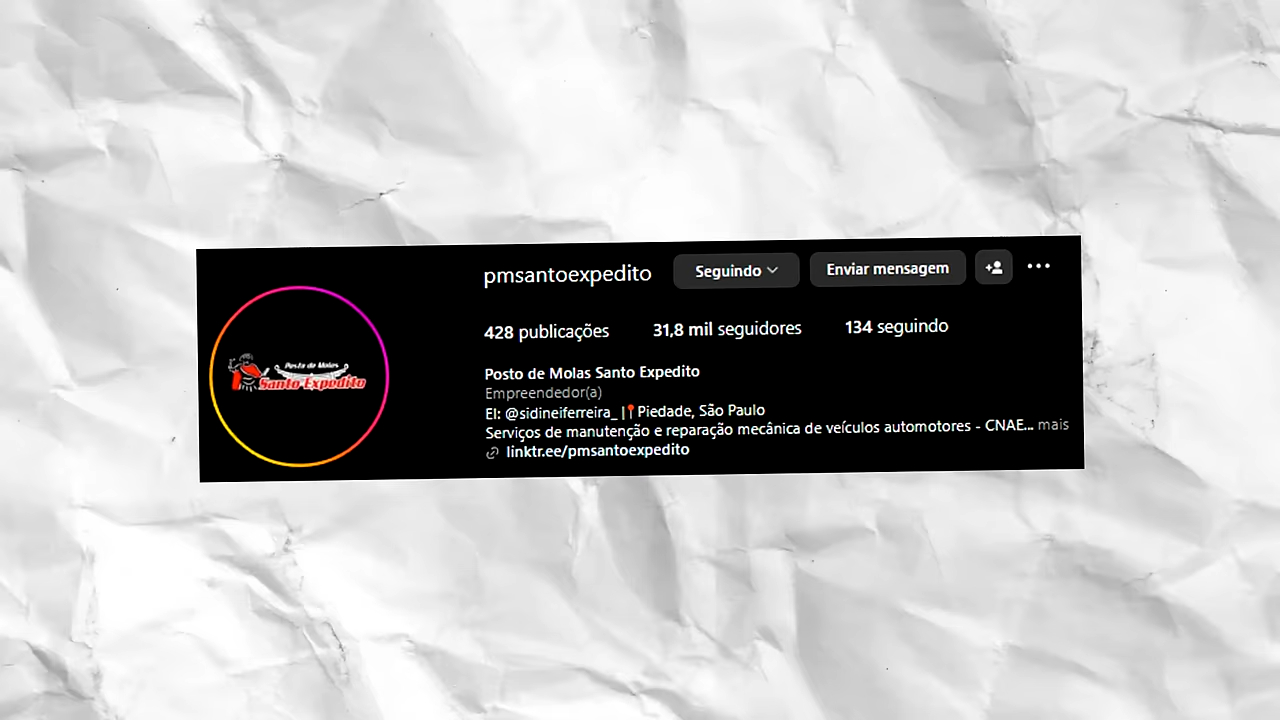 pmsantoexpedito Seguindo Enviar mensagem
428 publicações 31,8 mil seguidores 134 seguindo
Posto de Molas
Santo Expedito
Posto de Molas Santo Expedito
Empreendedor(a)
EI: @sidineiferreira_ |📍Piedade, São Paulo
Serviços de manutenção e reparação mecânica de veículos automotores - CNAE... mais
linktr.ee/pmsantoexpedito